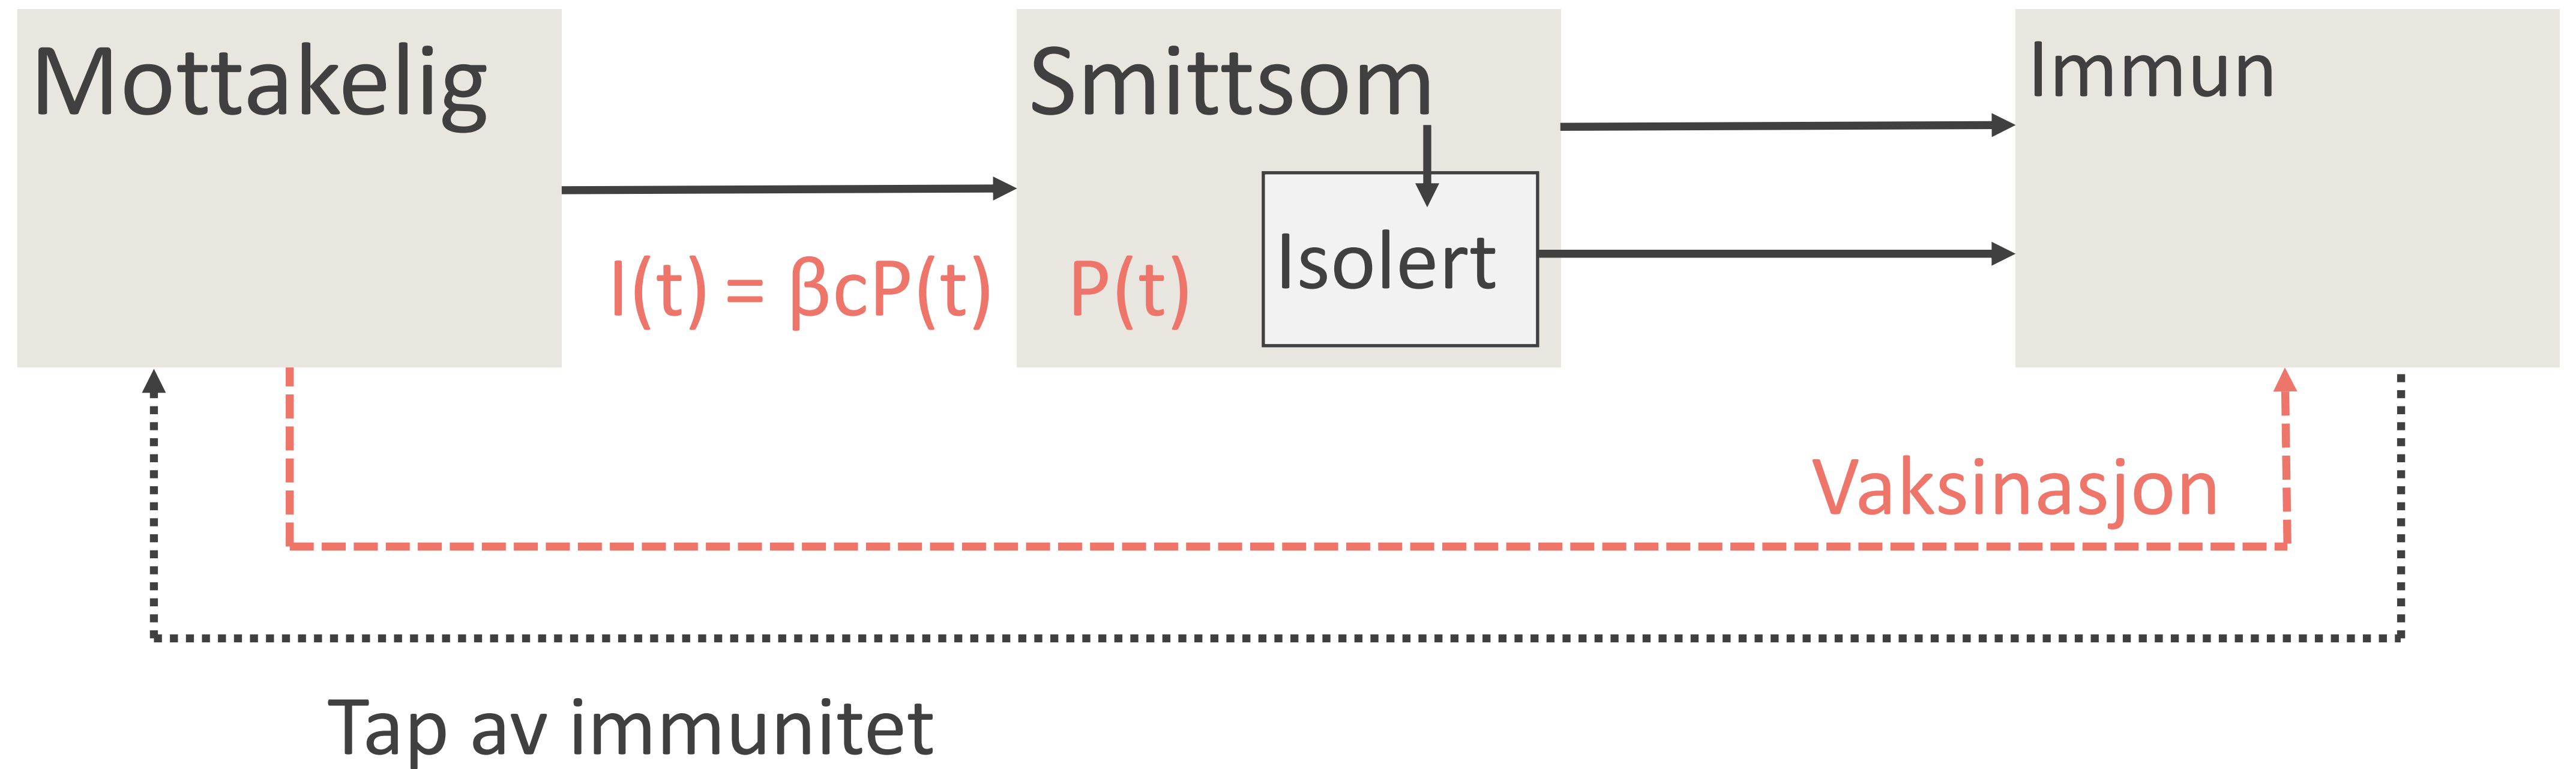 Mottakelig
Smittsom
Immun
I(t) = βcP(t)
P(t)
Isolert
Vaksinasjon
Tap av immunitet